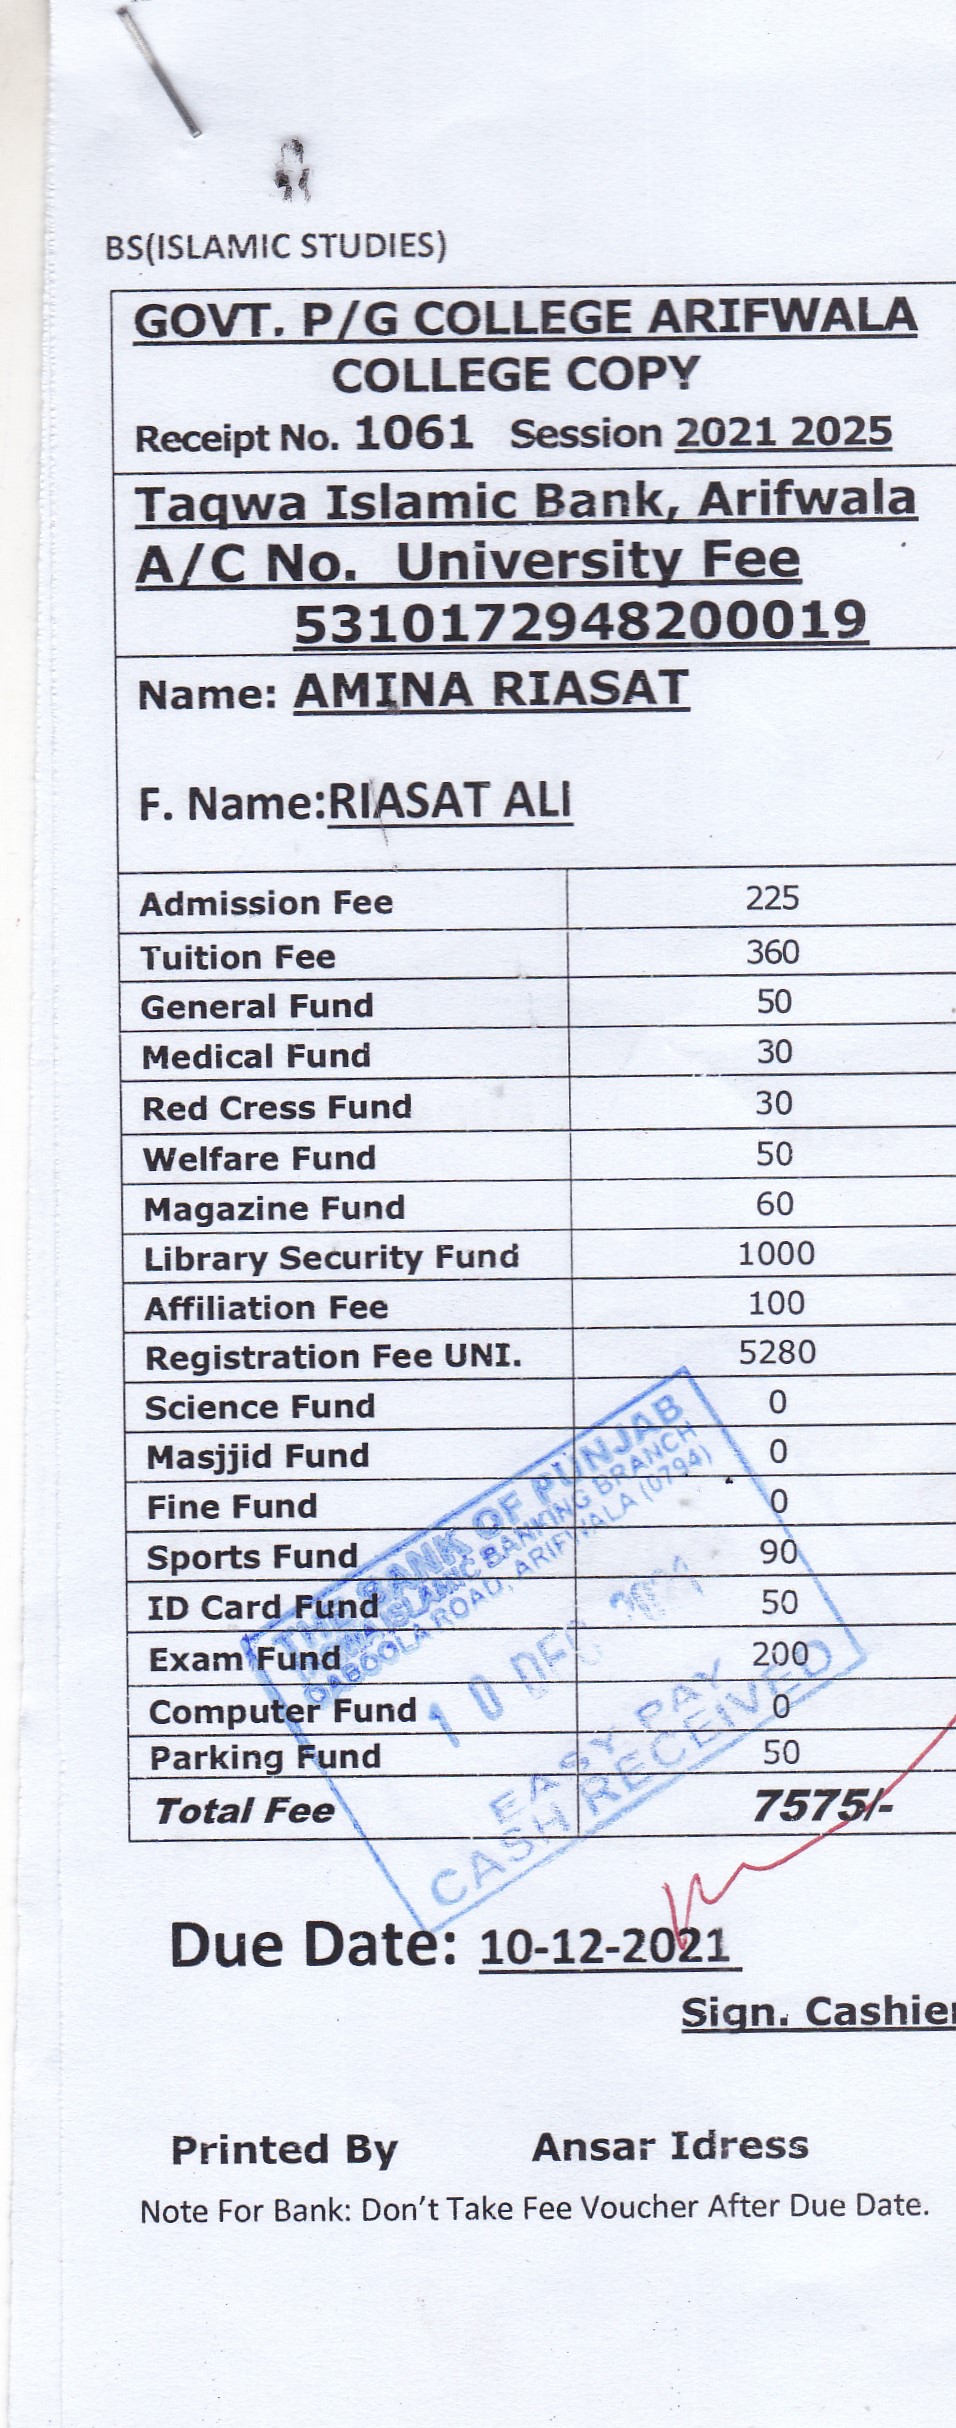 BS(ISLAMIC STUDIES)
GOVT. P/G COLLEGE ARIFWALA
COLLEGE COPY
Receipt No. 1061 Session 2021 2025
Taqwa Islamic Bank, Arifwala
A/C No. University Fee
5310172948200019
Name: AMINA RIASAT
F. Name:RIASAT ALI
Admission Fee 225
Tuition Fee 360
General Fund 50
Medical Fund 30
Red Cress Fund 30
Welfare Fund 50
Magazine Fund 60
Library Security Fund 1000
Affiliation Fee 100
Registration Fee UNI. 5280
Science Fund 0
Masjjid Fund 0
Fine Fund 0
Sports Fund 90
ID Card Fund 50
Exam Fund 200
Computer Fund 0
Parking Fund 50
Total Fee 7575/-
THE BANK OF PUNJAB
ISLAMIC BANKING BRANCH
QABOOLA ROAD, ARIFWALA (0794)
10 DEC 2021
EASY PAY
CASH RECEIVED
Due Date: 10-12-2021
Sign. Cashier
Printed By Ansar Idress
Note For Bank: Don't Take Fee Voucher After Due Date.